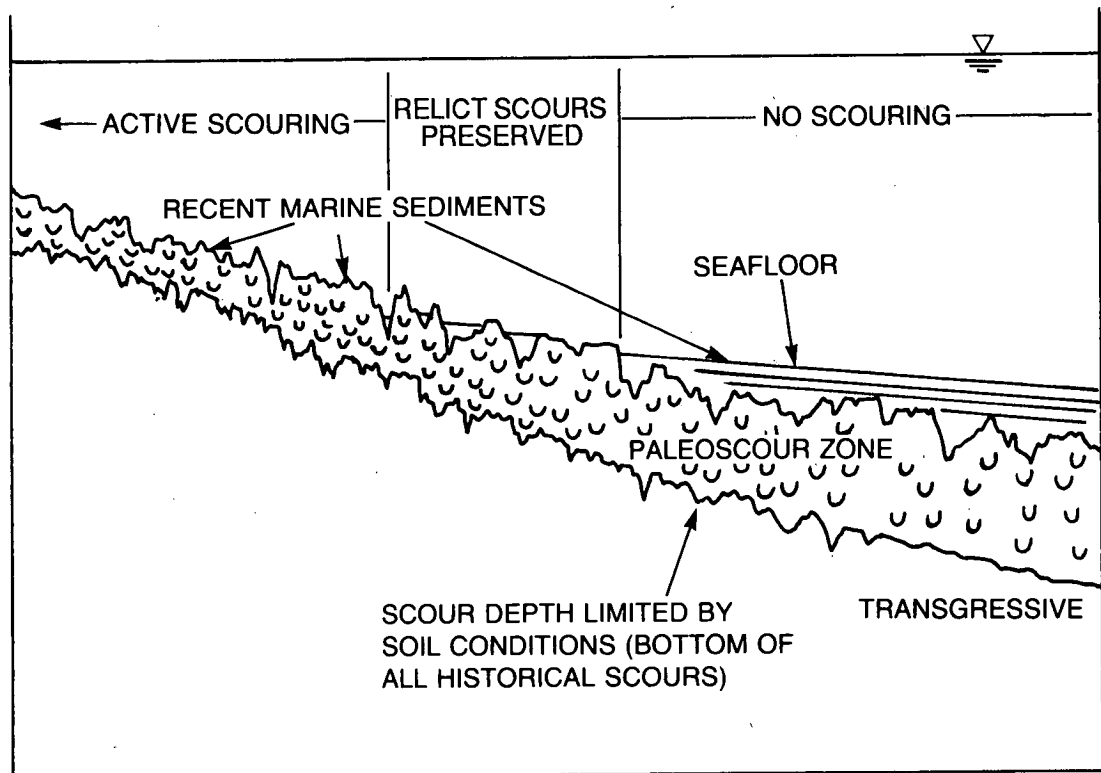 ACTIVE SCOURING
RELICT SCOURS
PRESERVED
NO SCOURING
RECENT MARINE SEDIMENTS
SEAFLOOR
PALEOSCOUR ZONE
SCOUR DEPTH LIMITED BY
SOIL CONDITIONS (BOTTOM OF
ALL HISTORICAL SCOURS)
TRANSGRESSIVE